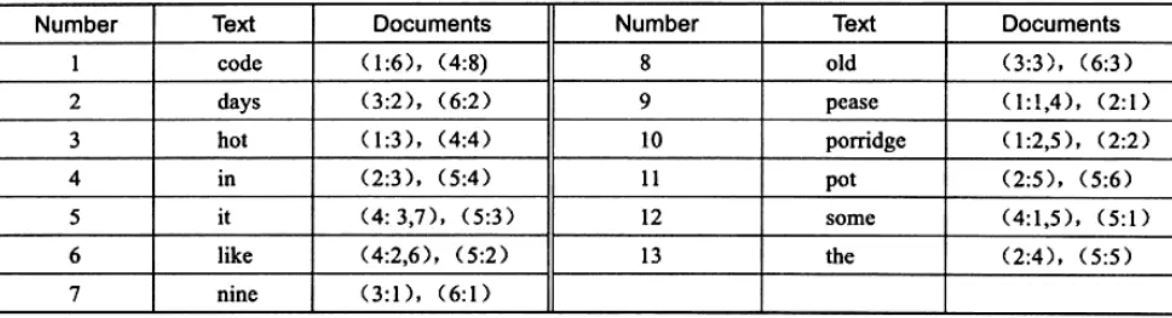 Number Text Documents Number Text Documents
1 code (1:6), (4:8) 8 old (3:3), (6:3)
2 days (3:2), (6:2) 9 pease (1:1,4), (2:1)
3 hot (1:3), (4:4) 10 porridge (1:2,5), (2:2)
4 in (2:3), (5:4) 11 pot (2:5), (5:6)
5 it (4: 3,7), (5:3) 12 some (4:1,5), (5:1)
6 like (4:2,6), (5:2) 13 the (2:4), (5:5)
7 nine (3:1), (6:1)